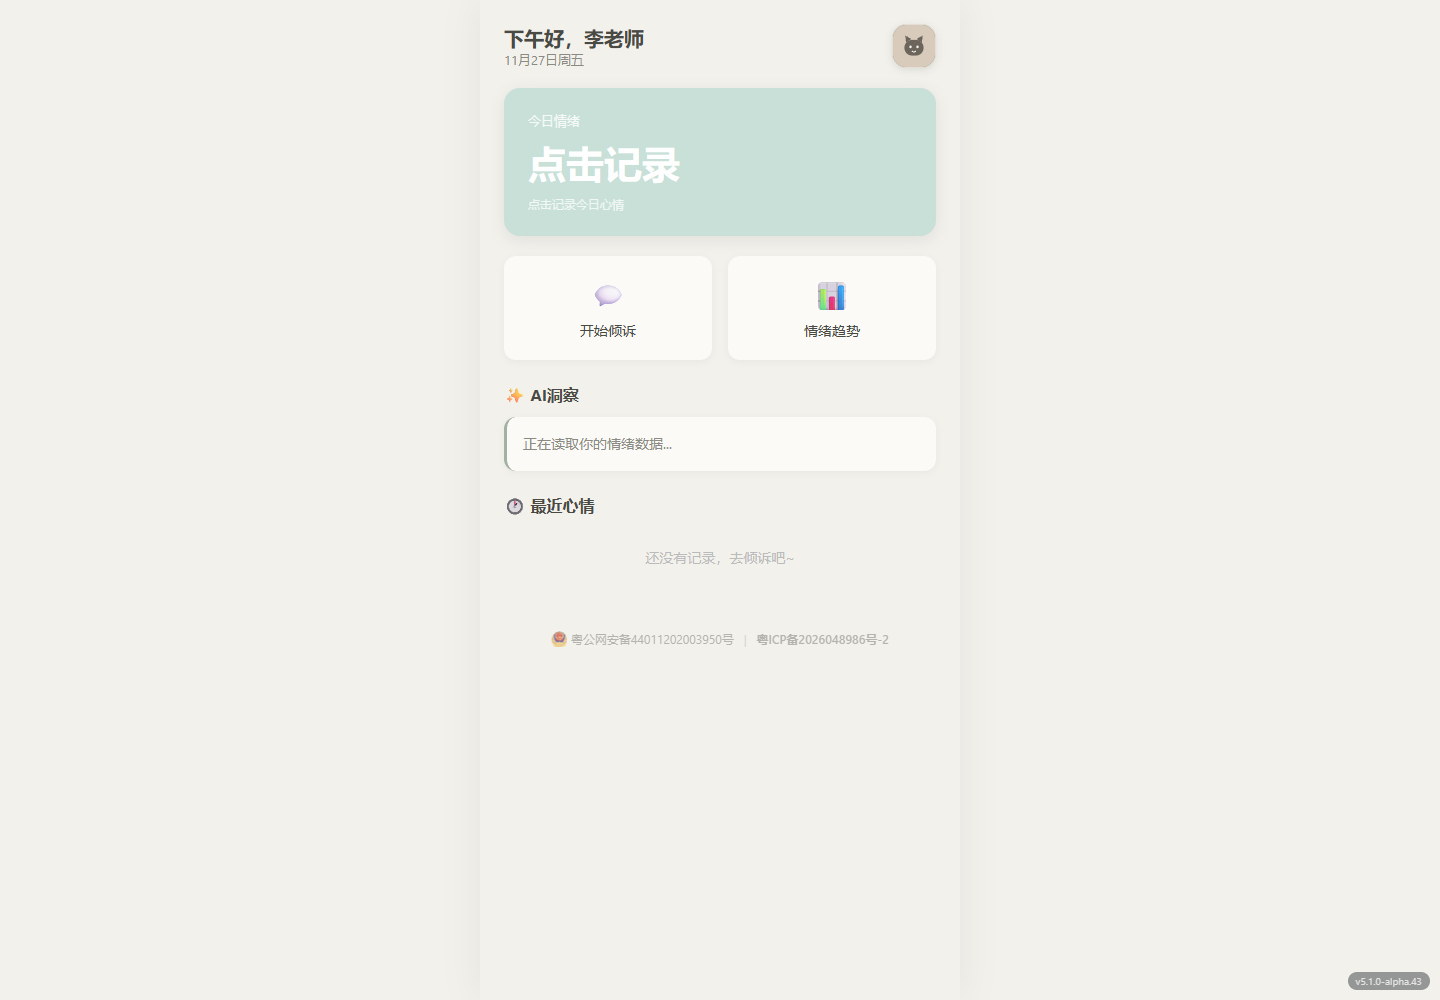 下午好，李老师
11月27日周五
今日情绪
点击记录
点击记录今日心情
开始倾诉
情绪趋势
AI洞察
正在读取你的情绪数据...
最近心情
还没有记录，去倾诉吧~
粤公网安备44011202003950号 | 粤ICP备2026048986号-2
v5.1.0-alpha.43